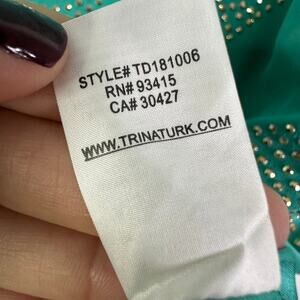 STYLE# TD181006
RN# 93415
CA# 30427
WWW.TRINATURK.COM